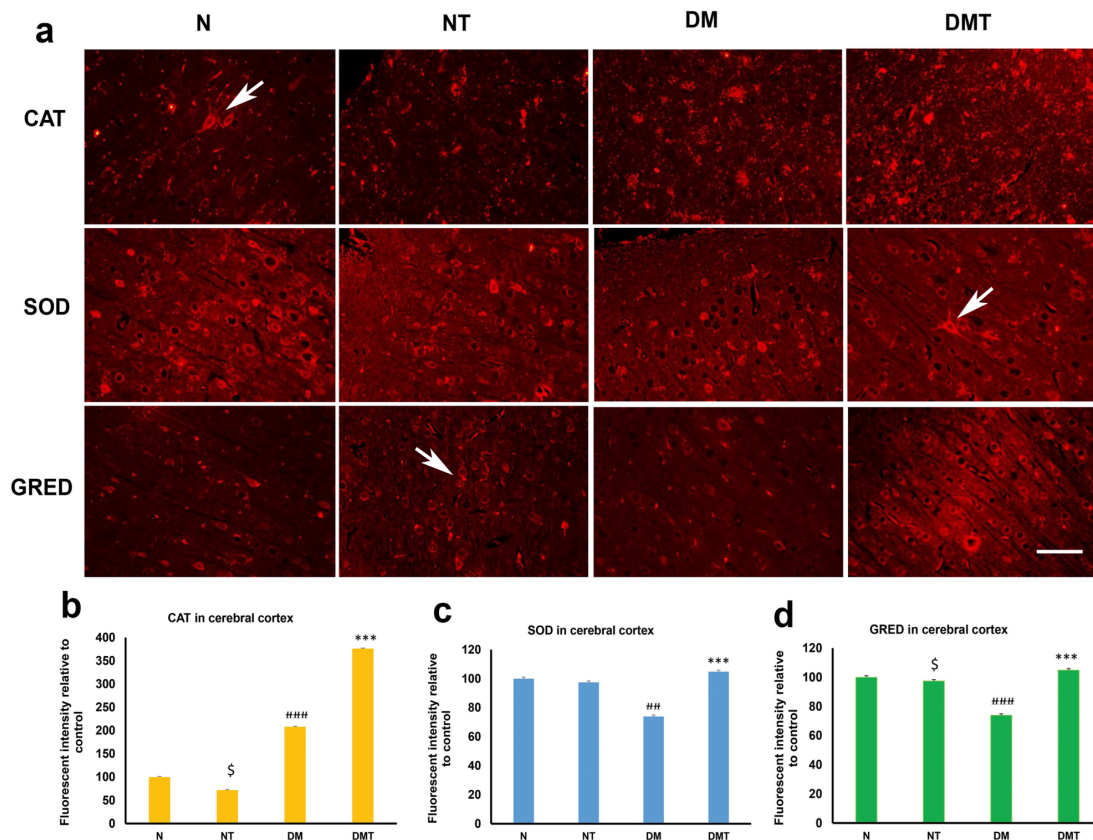 a
N NT DM DMT
CAT
SOD
GRED
b
CAT in cerebral cortex
Fluorescent intensity relative to
control
400
350
300
250
200
150
100
50
0
$
###
***
N NT DM DMT
c
SOD in cerebral cortex
Fluorescent intensity relative
to control
120
100
80
60
40
20
0
##
***
N NT DM DMT
d
GRED in cerebral cortex
Fluorescent intensity relative
to control
120
100
80
60
40
20
0
$
###
***
N NT DM DMT